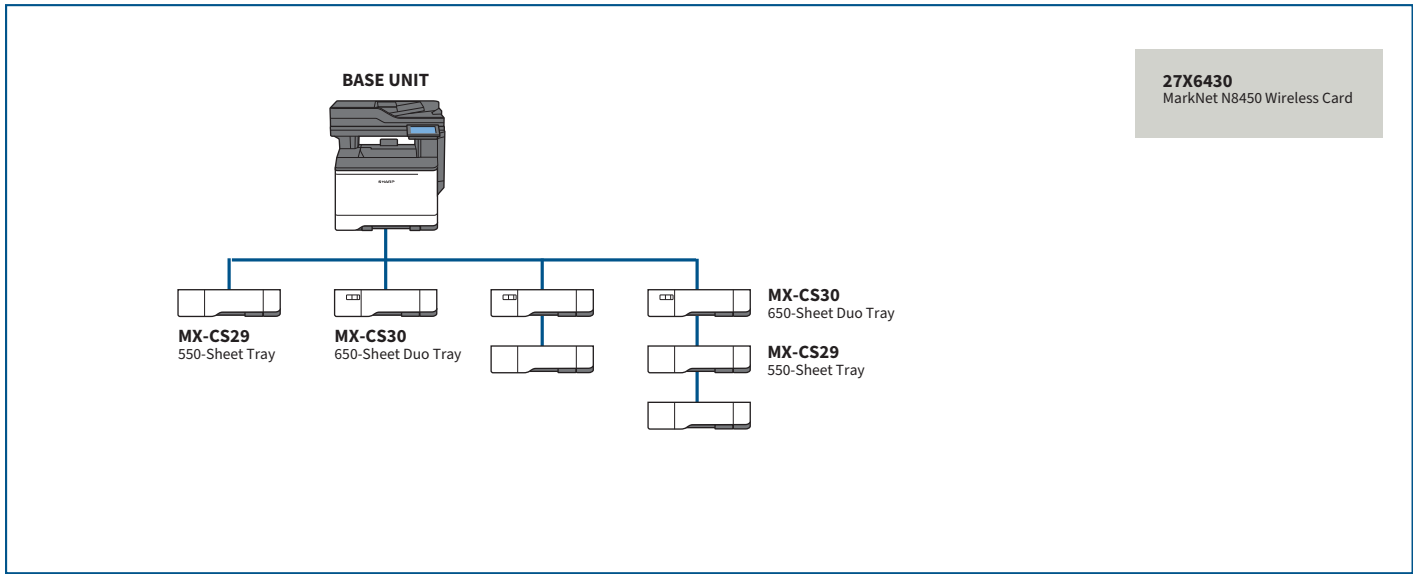 BASE UNIT
27X6430
MarkNet N8450 Wireless Card
SHARP
MX-CS29
550-Sheet Tray
MX-CS30
650-Sheet Duo Tray
MX-CS30
650-Sheet Duo Tray
MX-CS29
550-Sheet Tray